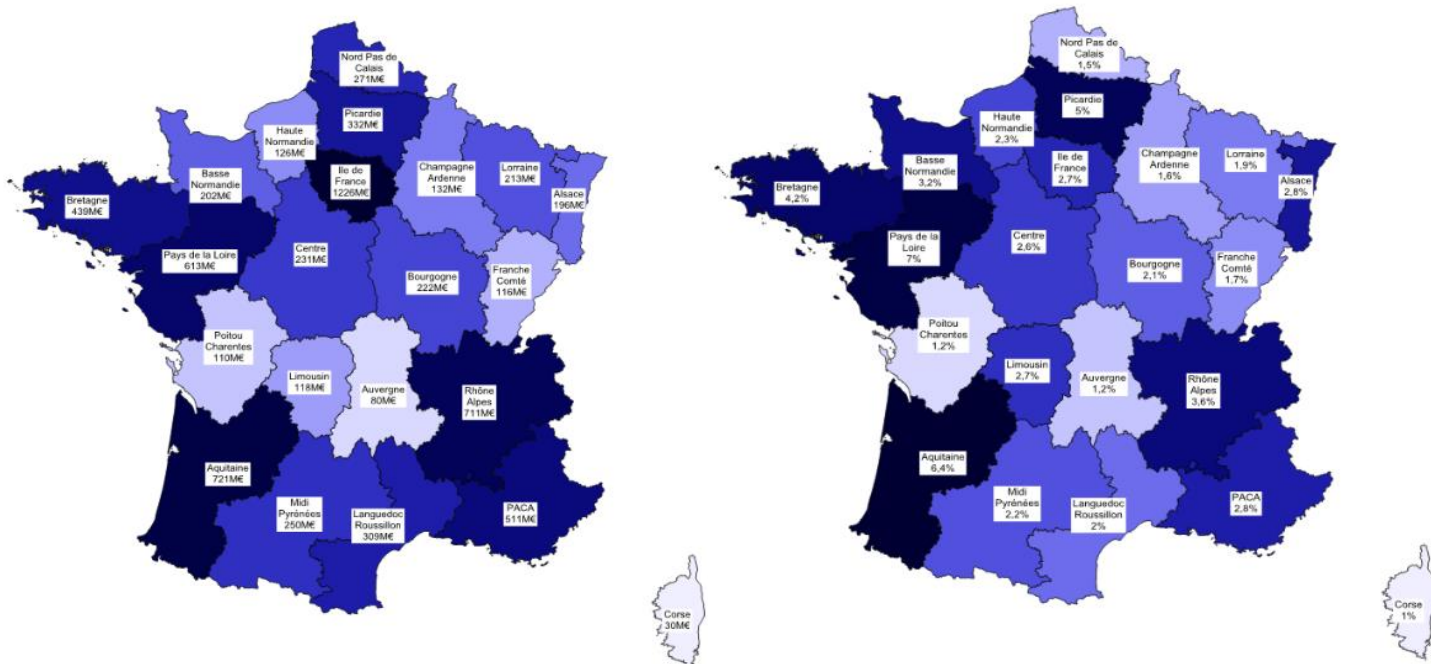 Nord Pas de
Calais
271M€
Picardie
332M€
Haute
Normandie
126M€
Ile de
France
1226M€
Champagne
Ardenne
132M€
Lorraine
213M€
Alsace
196M€
Basse
Normandie
202M€
Bretagne
439M€
Pays de la Loire
613M€
Centre
231M€
Bourgogne
222M€
Franche
Comté
116M€
Poitou
Charentes
110M€
Limousin
118M€
Auvergne
80M€
Rhône
Alpes
711M€
Aquitaine
721M€
Midi
Pyrénées
250M€
Languedoc
Roussillon
309M€
PACA
511M€
Corse
30M€
Nord Pas de
Calais
1,5%
Picardie
5%
Haute
Normandie
2,3%
Ile de
France
2,7%
Champagne
Ardenne
1,6%
Lorraine
1,9%
Alsace
2,8%
Basse
Normandie
3,2%
Bretagne
4,2%
Pays de la
Loire
7%
Centre
2,6%
Bourgogne
2,1%
Franche
Comté
1,7%
Poitou
Charentes
1,2%
Limousin
2,7%
Auvergne
1,2%
Rhône
Alpes
3,6%
Aquitaine
6,4%
Midi
Pyrénées
2,2%
Languedoc
Roussillon
2%
PACA
2,8%
Corse
1%